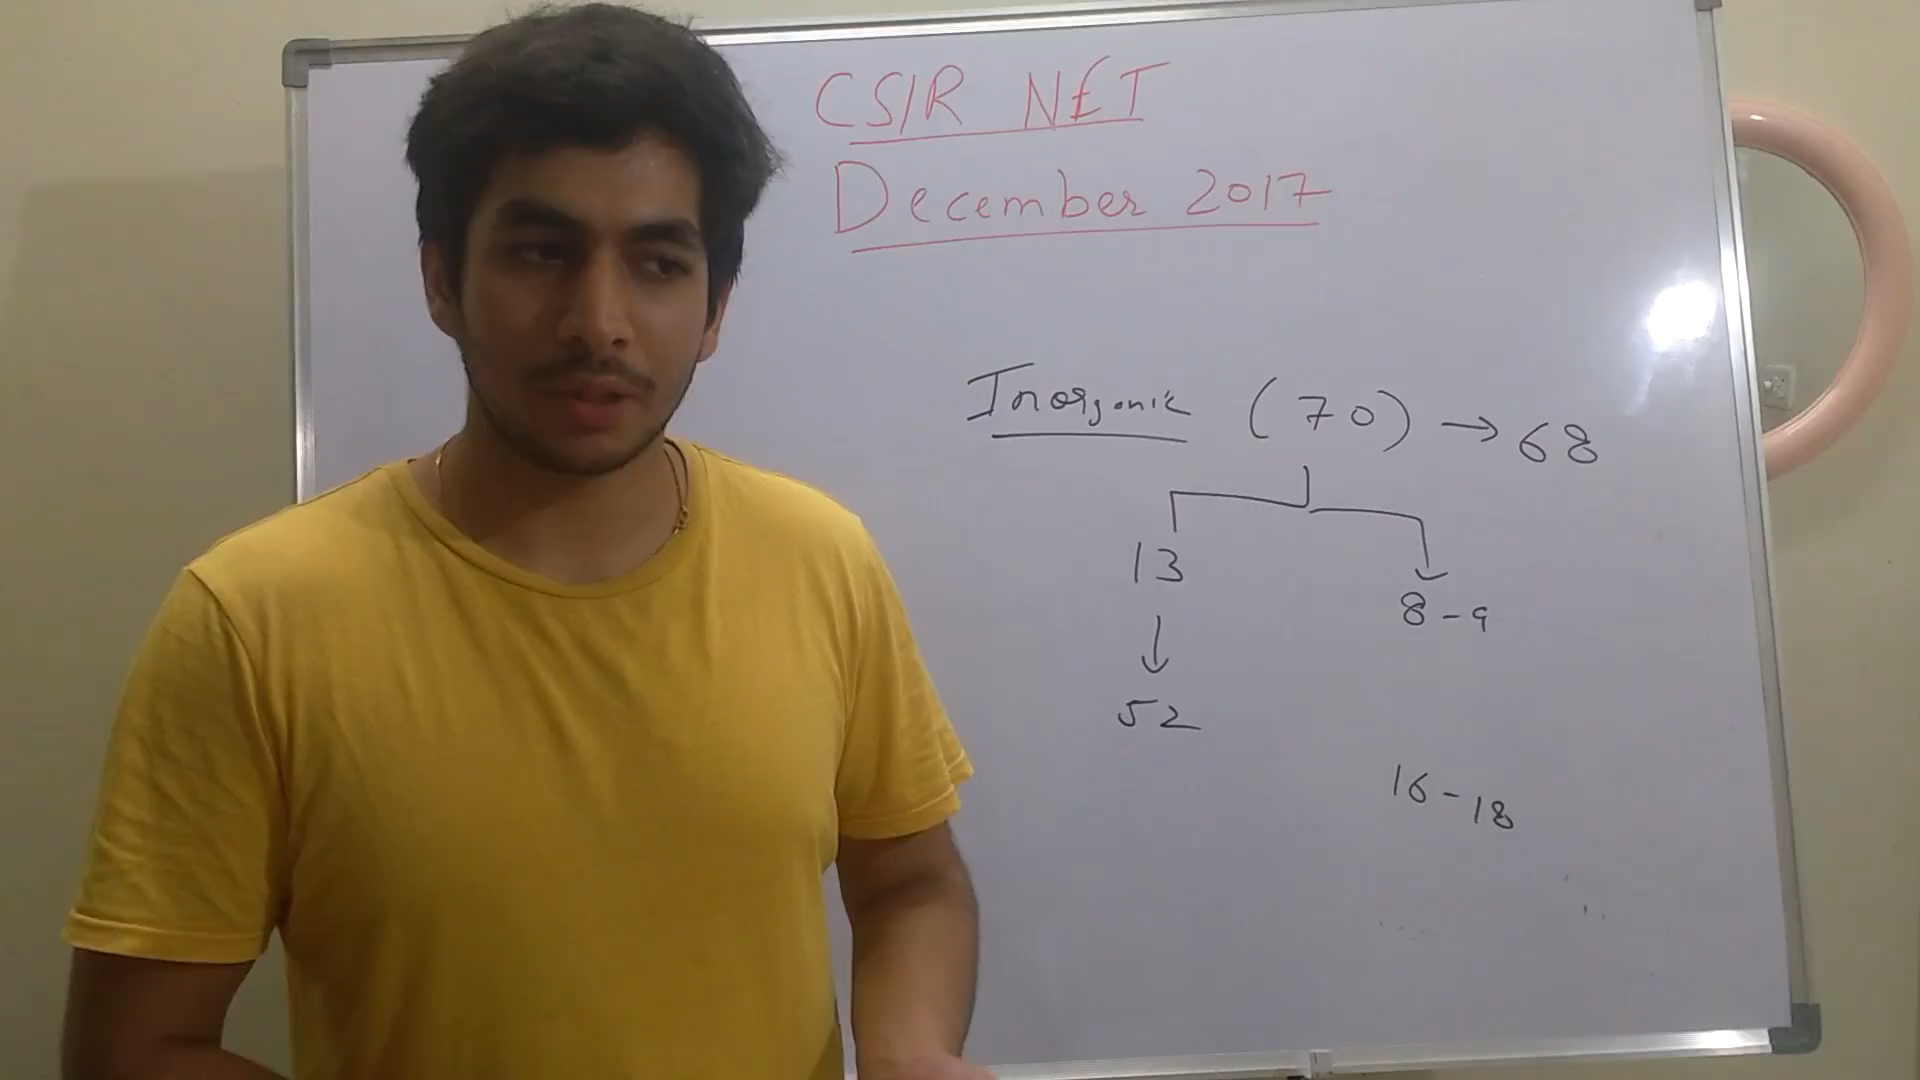 CSIR NET
December 2017
Inorganic (70) → 68
13
8-9
↓
52
16-18